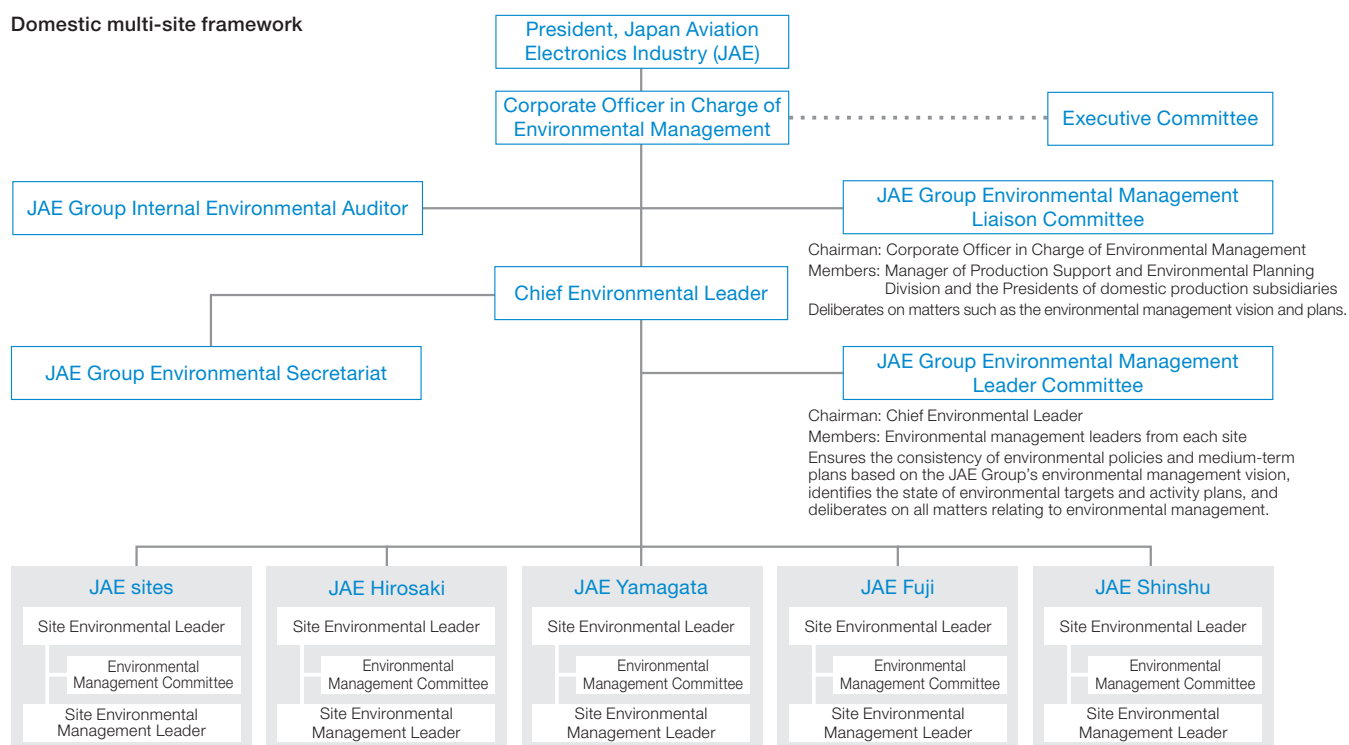 Domestic multi-site framework
President, Japan Aviation
Electronics Industry (JAE)
Corporate Officer in Charge of
Environmental Management
Executive Committee
JAE Group Internal Environmental Auditor
JAE Group Environmental Management
Liaison Committee
Chairman: Corporate Officer in Charge of Environmental Management
Members: Manager of Production Support and Environmental Planning
Division and the Presidents of domestic production subsidiaries
Deliberates on matters such as the environmental management vision and plans.
Chief Environmental Leader
JAE Group Environmental Secretariat
JAE Group Environmental Management
Leader Committee
Chairman: Chief Environmental Leader
Members: Environmental management leaders from each site
Ensures the consistency of environmental policies and medium-term
plans based on the JAE Group's environmental management vision,
identifies the state of environmental targets and activity plans, and
deliberates on all matters relating to environmental management.
JAE sites
Site Environmental Leader
Environmental
Management Committee
Site Environmental
Management Leader
JAE Hirosaki
Site Environmental Leader
Environmental
Management Committee
Site Environmental
Management Leader
JAE Yamagata
Site Environmental Leader
Environmental
Management Committee
Site Environmental
Management Leader
JAE Fuji
Site Environmental Leader
Environmental
Management Committee
Site Environmental
Management Leader
JAE Shinshu
Site Environmental Leader
Environmental
Management Committee
Site Environmental
Management Leader